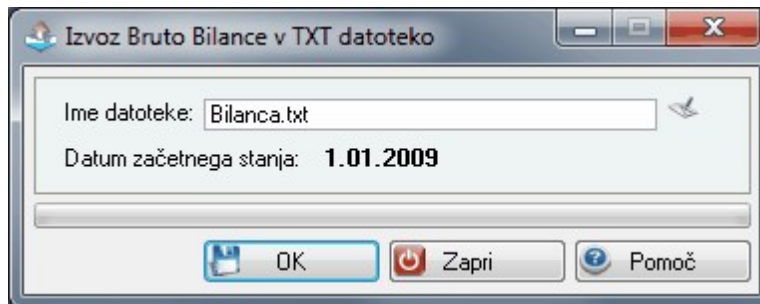 Izvoz Bruto Bilance v TXT datoteko
Ime datoteke: Bilanca.txt
Datum začetnega stanja: 1.01.2009
OK Zapri Pomoč